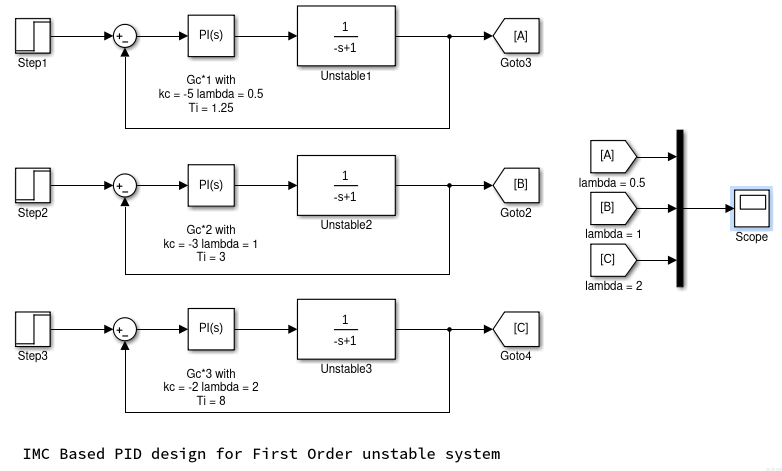 Step1
+
-
PI(s)
1
-s+1
[A]
Unstable1
Goto3
Gc*1 with
kc = -5 lambda = 0.5
Ti = 1.25
Step2
+
-
PI(s)
1
-s+1
[B]
Unstable2
Goto2
Gc*2 with
kc = -3 lambda = 1
Ti = 3
Step3
+
-
PI(s)
1
-s+1
[C]
Unstable3
Goto4
Gc*3 with
kc = -2 lambda = 2
Ti = 8
[A]
lambda = 0.5
[B]
lambda = 1
[C]
lambda = 2
Scope
IMC Based PID design for First Order unstable system